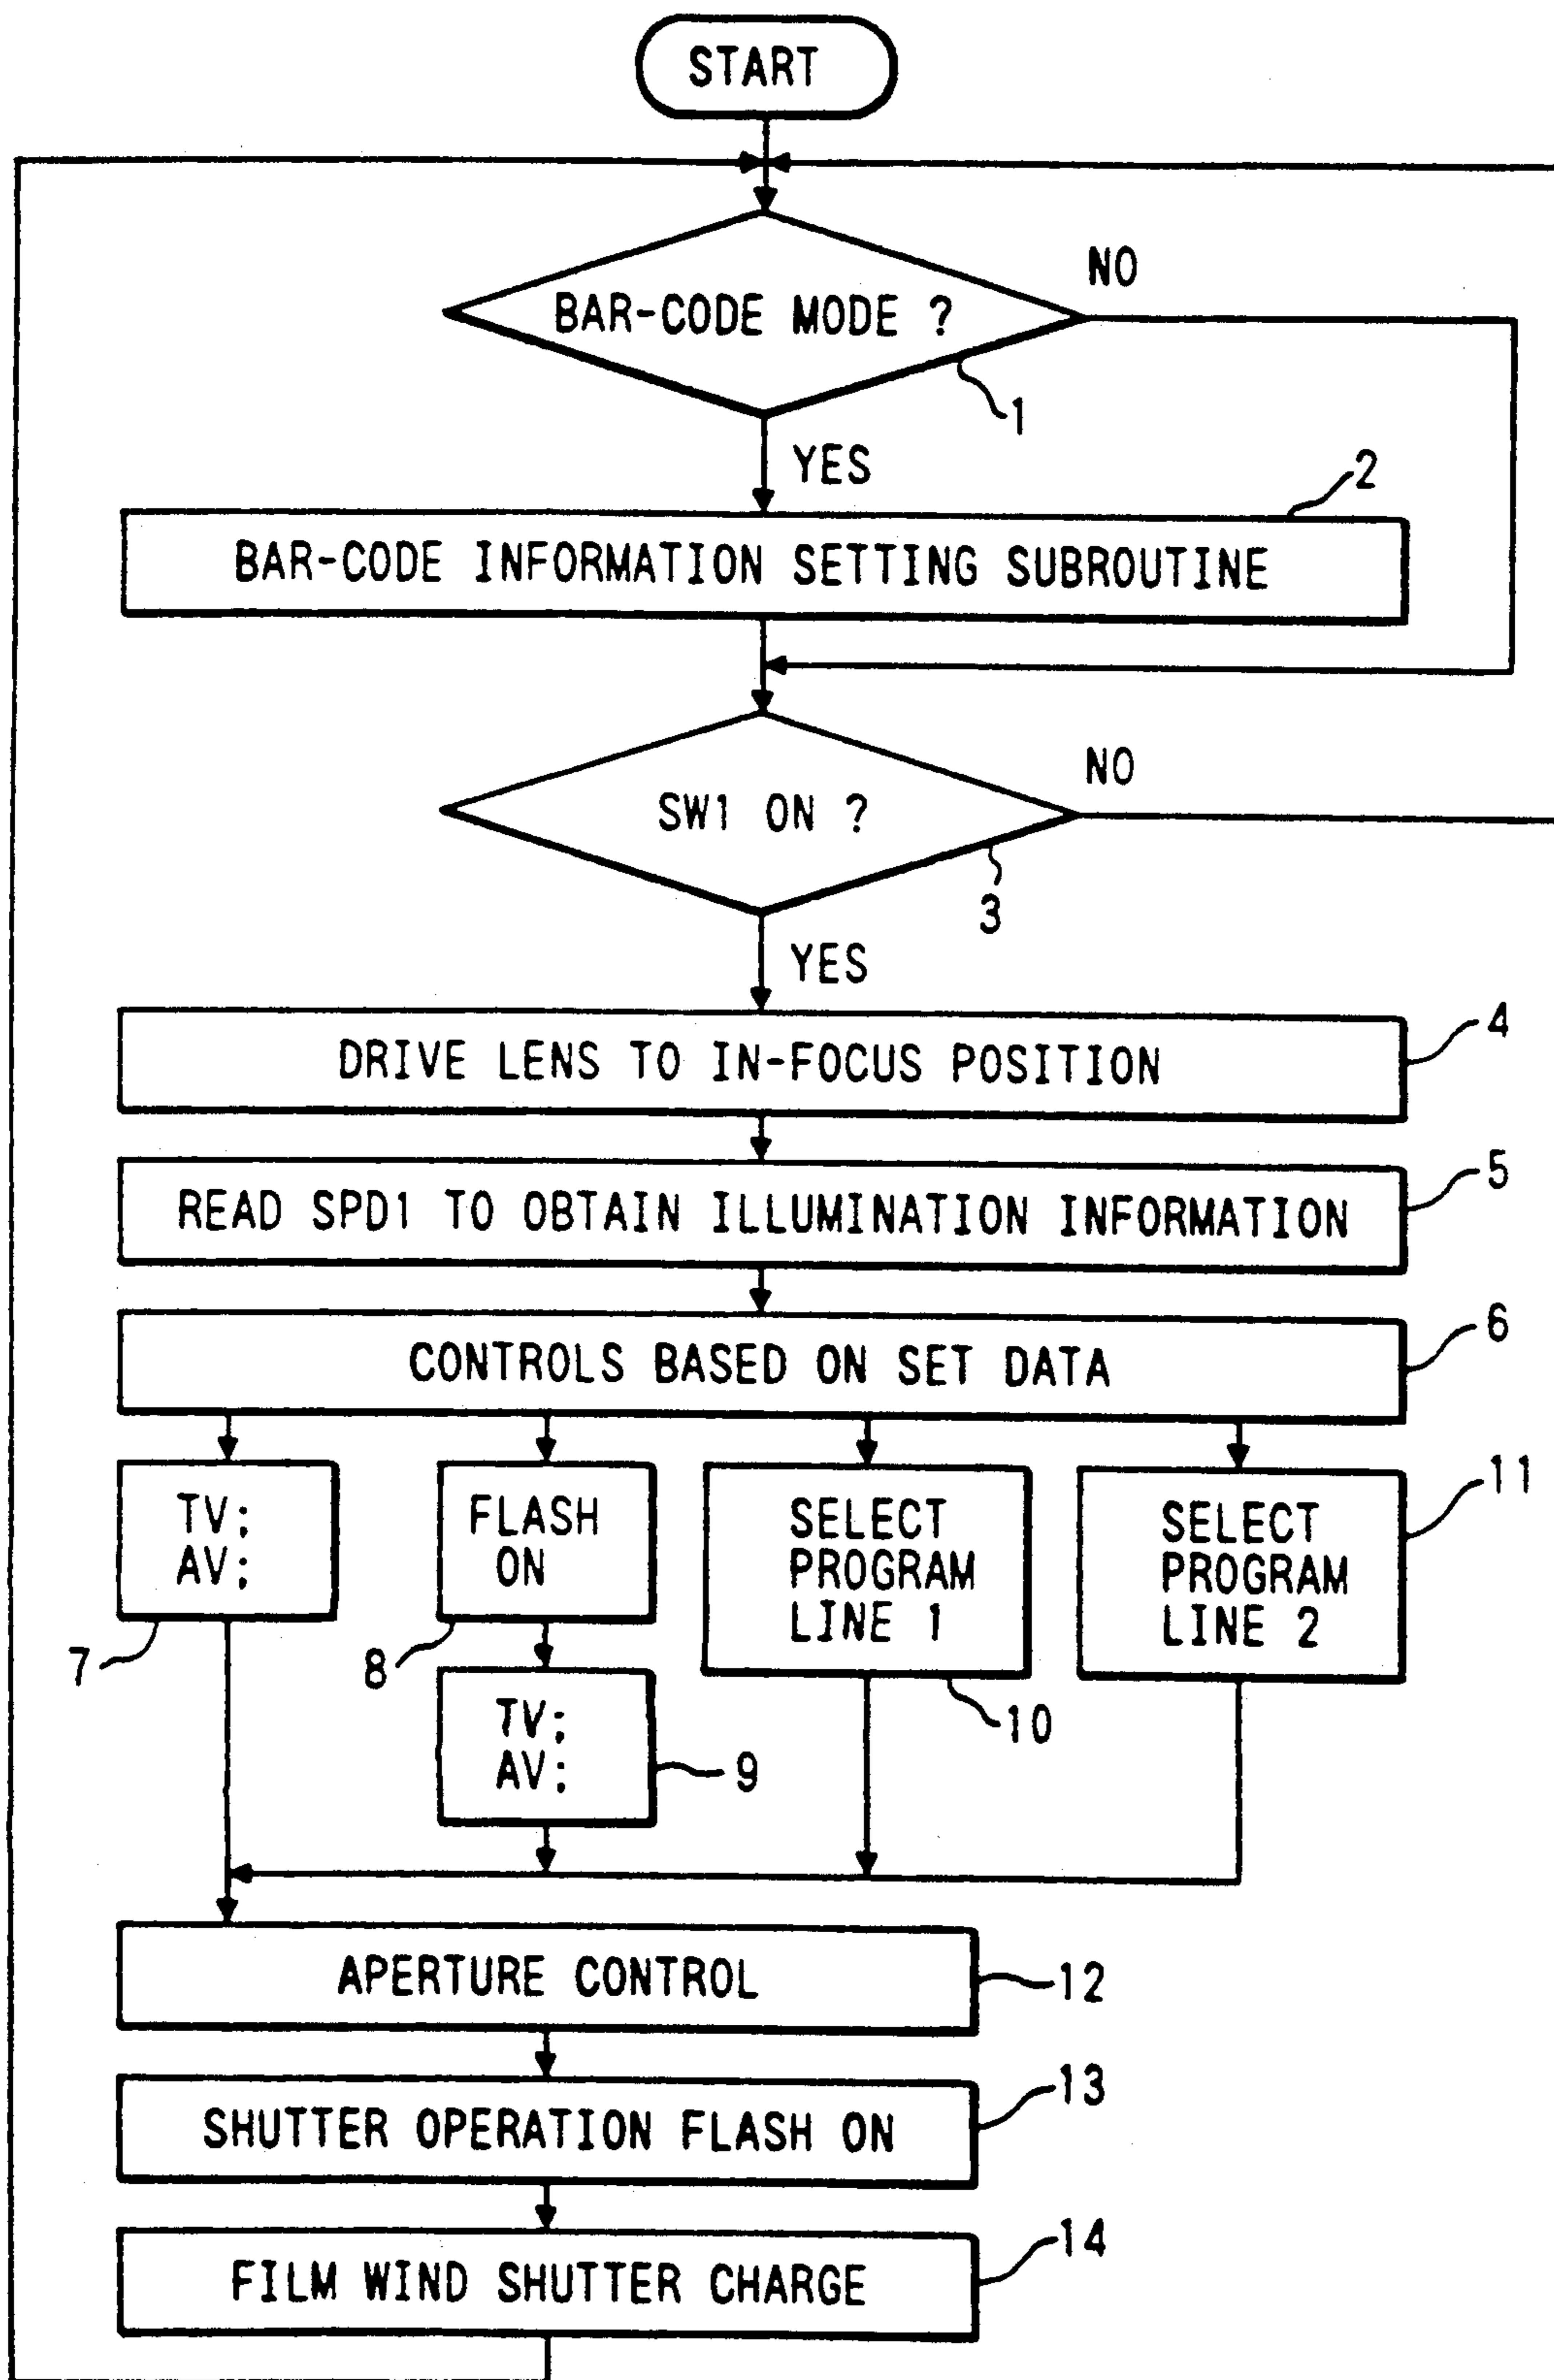 START
BAR-CODE MODE ?
NO
1
YES
2
BAR-CODE INFORMATION SETTING SUBROUTINE
SW1 ON ?
NO
3
YES
DRIVE LENS TO IN-FOCUS POSITION
4
READ SPD1 TO OBTAIN ILLUMINATION INFORMATION
5
CONTROLS BASED ON SET DATA
6
TV:
AV:
7
FLASH
ON
8
TV:
AV:
9
SELECT
PROGRAM
LINE 1
10
SELECT
PROGRAM
LINE 2
11
APERTURE CONTROL
12
SHUTTER OPERATION FLASH ON
13
FILM WIND SHUTTER CHARGE
14